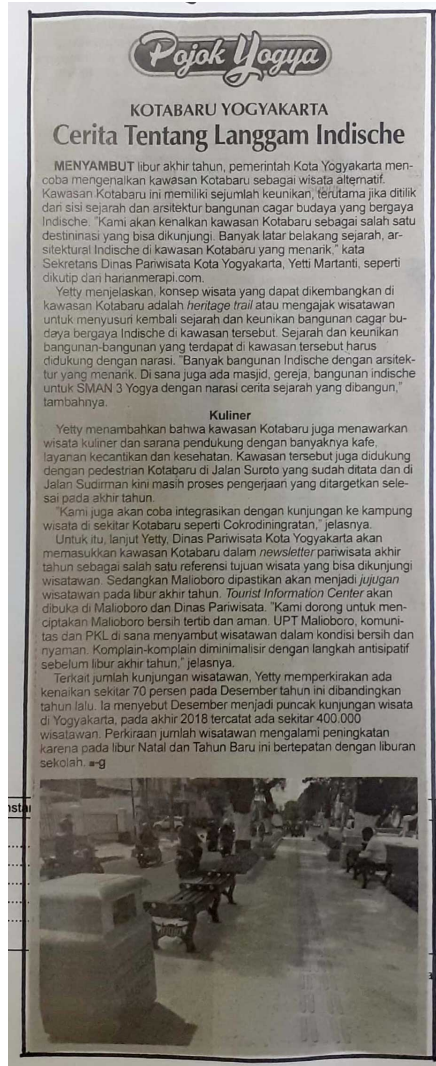 Pojok Yogya
KOTABARU YOGYAKARTA
Cerita Tentang Langgam Indische
MENYAMBUT libur akhir tahun, pemerintah Kota Yogyakarta men-
coba mengenalkan kawasan Kotabaru sebagai wisata alternatif.
Kawasan Kotabaru ini memiliki sejumlah keunikan, terutama jika ditilik
dari sisi sejarah dan arsitektur bangunan cagar budaya yang bergaya
Indische. "Kami akan kenalkan kawasan Kotabaru sebagai salah satu
destininasi yang bisa dikunjungi. Banyak latar belakang sejarah, ar-
sitektural Indische di kawasan Kotabaru yang menarik," kata
Sekretaris Dinas Pariwisata Kota Yogyakarta, Yetti Martanti, seperti
dikutip dari harianmerapi.com.
Yetty menjelaskan, konsep wisata yang dapat dikembangkan di
kawasan Kotabaru adalah heritage trail atau mengajak wisatawan
untuk menyusuri kembali sejarah dan keunikan bangunan cagar bu-
daya bergaya Indische di kawasan tersebut. Sejarah dan keunikan
bangunan-bangunan yang terdapat di kawasan tersebut harus
didukung dengan narasi. "Banyak bangunan Indische dengan arsitek-
tur yang menarik. Di sana juga ada masjid, gereja, bangunan indische
untuk SMAN 3 Yogya dengan narasi cerita sejarah yang dibangun,"
tambahnya.
Kuliner
Yetty menambahkan bahwa kawasan Kotabaru juga menawarkan
wisata kuliner dan sarana pendukung dengan banyaknya kafe,
layanan kecantikan dan kesehatan. Kawasan tersebut juga didukung
dengan pedestrian Kotabaru di Jalan Suroto yang sudah ditata dan di
Jalan Sudirman kini masih proses pengerjaan yang ditargetkan sele-
sai pada akhir tahun.
"Kami juga akan coba integrasikan dengan kunjungan ke kampung
wisata di sekitar Kotabaru seperti Cokrodiningratan," jelasnya.
Untuk itu, lanjut Yetty, Dinas Pariwisata Kota Yogyakarta akan
memasukkan kawasan Kotabaru dalam newsletter pariwisata akhir
tahun sebagai salah satu referensi tujuan wisata yang bisa dikunjungi
wisatawan. Sedangkan Malioboro dipastikan akan menjadi jujugan
wisatawan pada libur akhir tahun. Tourist Information Center akan
dibuka di Malioboro dan Dinas Pariwisata. "Kami dorong untuk men-
ciptakan Malioboro bersih tertib dan aman. UPT Malioboro, komuni-
tas dan PKL di sana menyambut wisatawan dalam kondisi bersih dan
nyaman. Komplain-komplain diminimalisir dengan langkah antisipatif
sebelum libur akhir tahun," jelasnya.
Terkait jumlah kunjungan wisatawan, Yetty memperkirakan ada
kenaikan sekitar 70 persen pada Desember tahun ini dibandingkan
tahun lalu. Ia menyebut Desember menjadi puncak kunjungan wisata
di Yogyakarta, pada akhir 2018 tercatat ada sekitar 400.000
wisatawan. Perkiraan jumlah wisatawan mengalami peningkatan
karena pada libur Natal dan Tahun Baru ini bertepatan dengan liburan
sekolah. ■-g